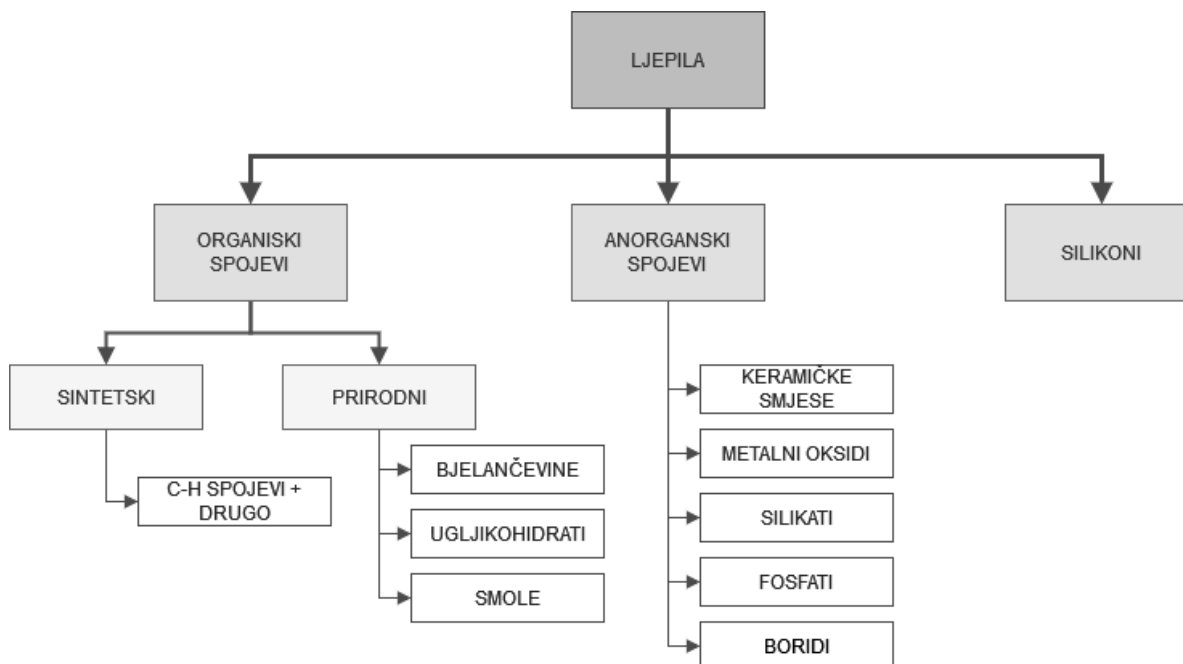 LJEPILA
ORGANISKI
SPOJEVI
ANORGANSKI
SPOJEVI
SILIKONI
SINTETSKI
PRIRODNI
C-H SPOJEVI +
DRUGO
BJELANČEVINE
UGLJIKOHIDRATI
SMOLE
KERAMIČKE
SMJESE
METALNI OKSIDI
SILIKATI
FOSFATI
BORIDI